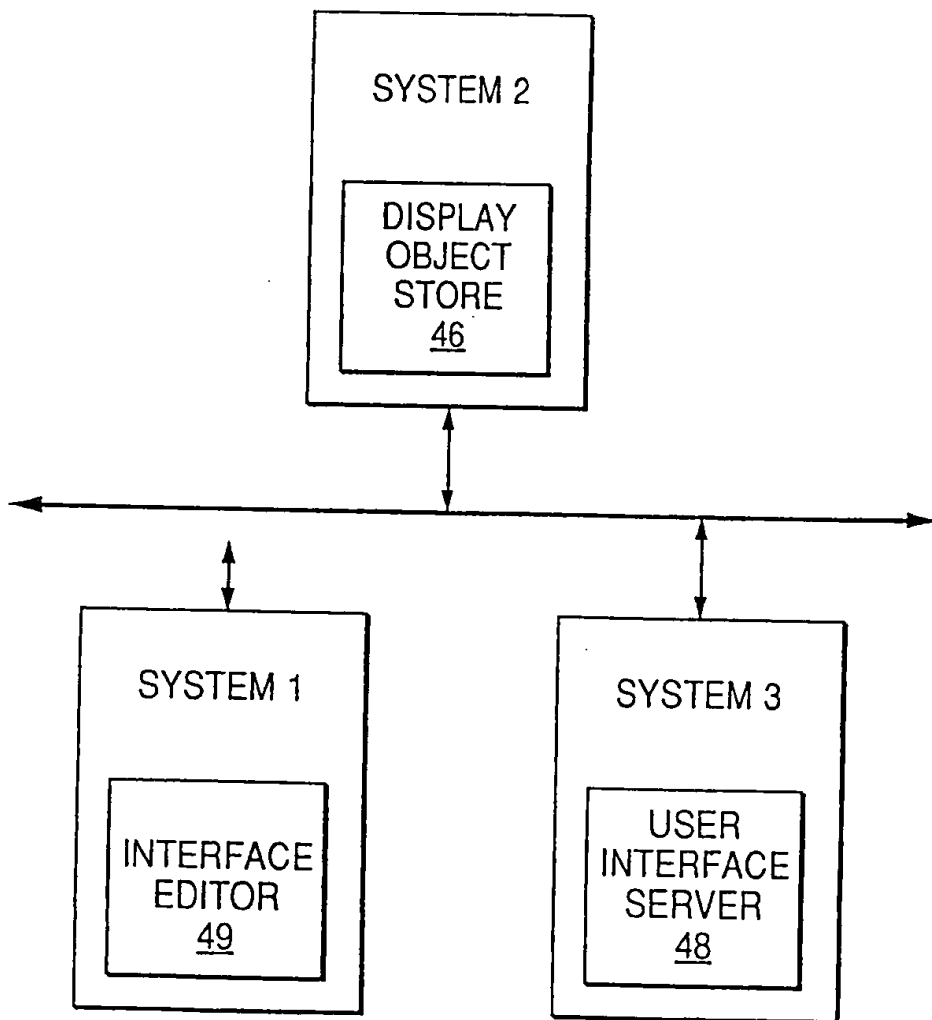 SYSTEM 2
DISPLAY
OBJECT
STORE
46
SYSTEM 1
INTERFACE
EDITOR
49
SYSTEM 3
USER
INTERFACE
SERVER
48